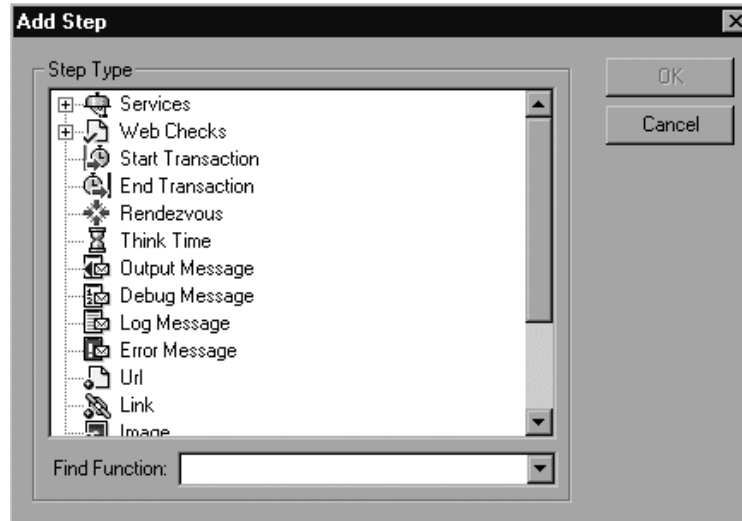 Add Step
Step Type
OK
Services
Cancel
Web Checks
Start Transaction
End Transaction
Rendezvous
Think Time
Output Message
Debug Message
Log Message
Error Message
Url
Link
Image
Find Function: